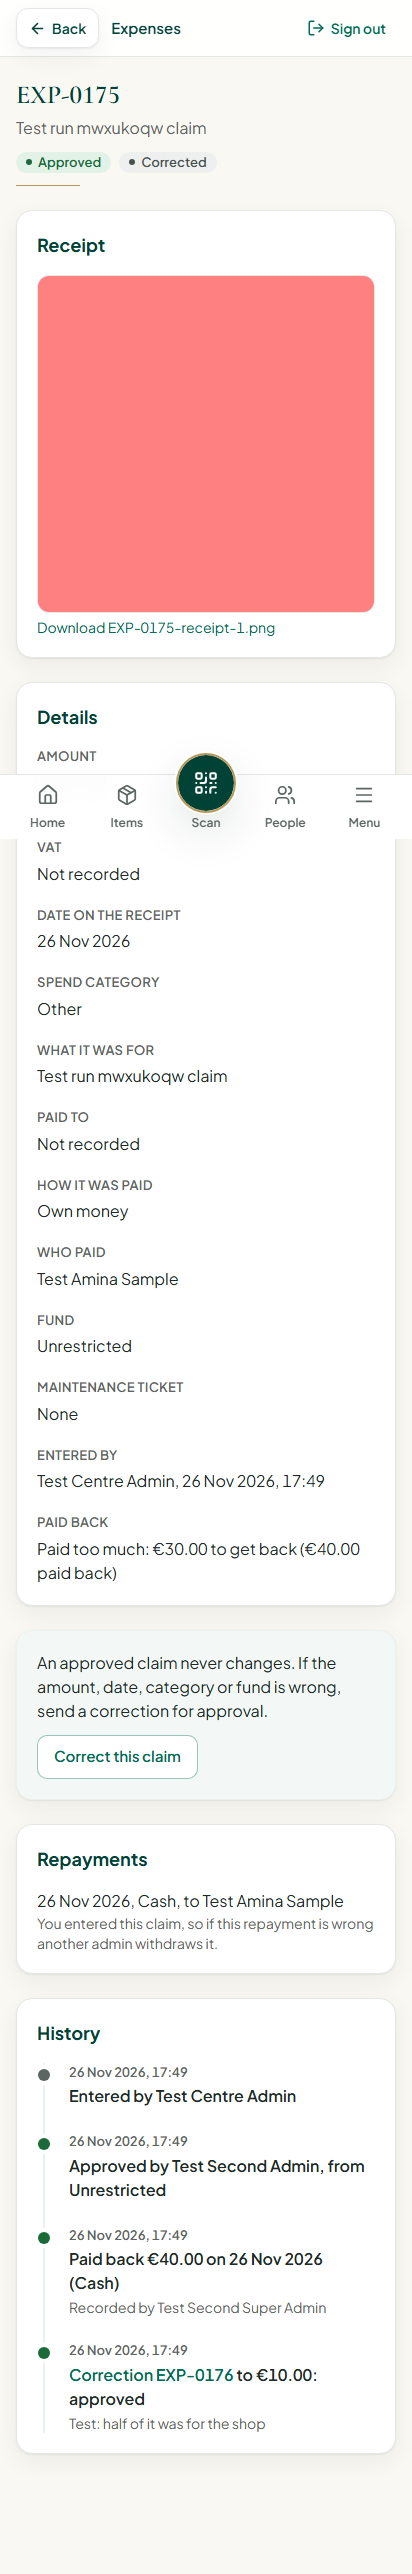 Back
Expenses
Sign out
EXP-0175
Test run mwxukoqw claim
Approved
Corrected
Receipt
Download EXP-0175-receipt-1.png
Details
AMOUNT
Home
Items
Scan
People
Menu
VAT
Not recorded
DATE ON THE RECEIPT
26 Nov 2026
SPEND CATEGORY
Other
WHAT IT WAS FOR
Test run mwxukoqw claim
PAID TO
Not recorded
HOW IT WAS PAID
Own money
WHO PAID
Test Amina Sample
FUND
Unrestricted
MAINTENANCE TICKET
None
ENTERED BY
Test Centre Admin, 26 Nov 2026, 17:49
PAID BACK
Paid too much: €30.00 to get back (€40.00
paid back)
An approved claim never changes. If the
amount, date, category or fund is wrong,
send a correction for approval.
Correct this claim
Repayments
26 Nov 2026, Cash, to Test Amina Sample
You entered this claim, so if this repayment is wrong
another admin withdraws it.
History
26 Nov 2026, 17:49
Entered by Test Centre Admin
26 Nov 2026, 17:49
Approved by Test Second Admin, from
Unrestricted
26 Nov 2026, 17:49
Paid back €40.00 on 26 Nov 2026
(Cash)
Recorded by Test Second Super Admin
26 Nov 2026, 17:49
Correction EXP-0176 to €10.00:
approved
Test: half of it was for the shop